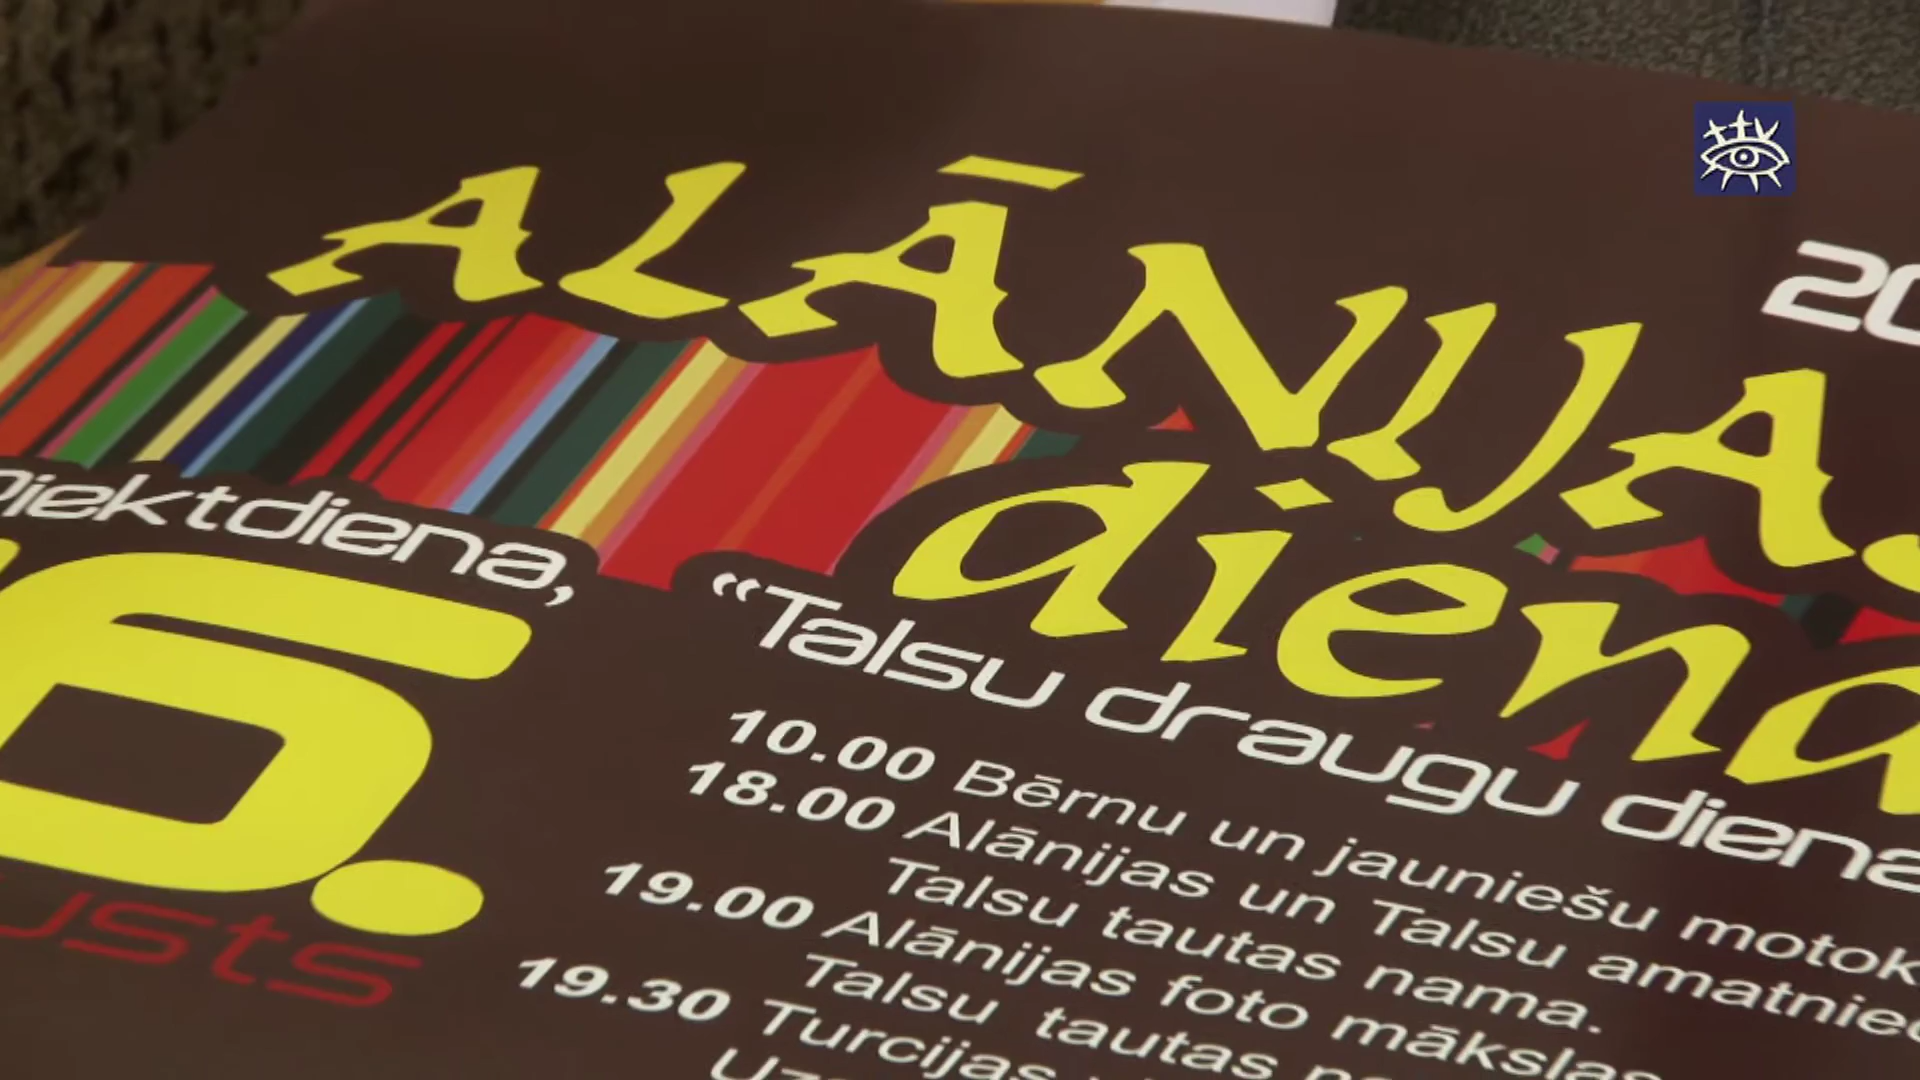 ALĀNIJAS
diena
20
Piektdiena,
6.
usts
"Talsu draugu diena
10.00 Bērnu un jauniešu motok
18.00 Alānijas un Talsu amatniec
Talsu tautas nama.
19.00 Alānijas foto mākslas
Talsu tautas
19.30 Turcijas
ttv